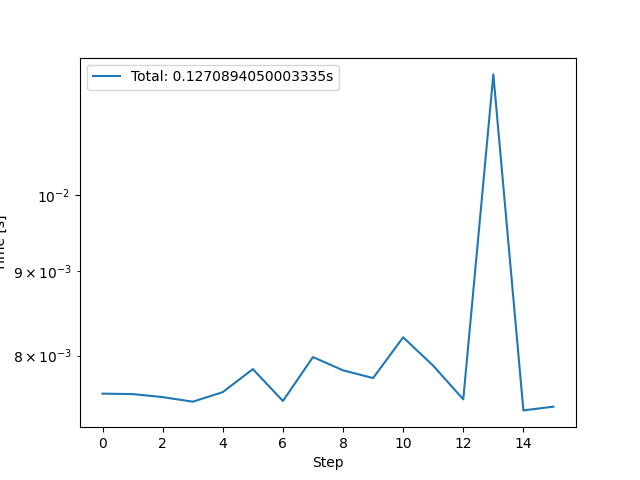 Total: 0.1270894050003335s
10⁻²
9 × 10⁻³
8 × 10⁻³
Time [s]
0 2 4 6 8 10 12 14
Step